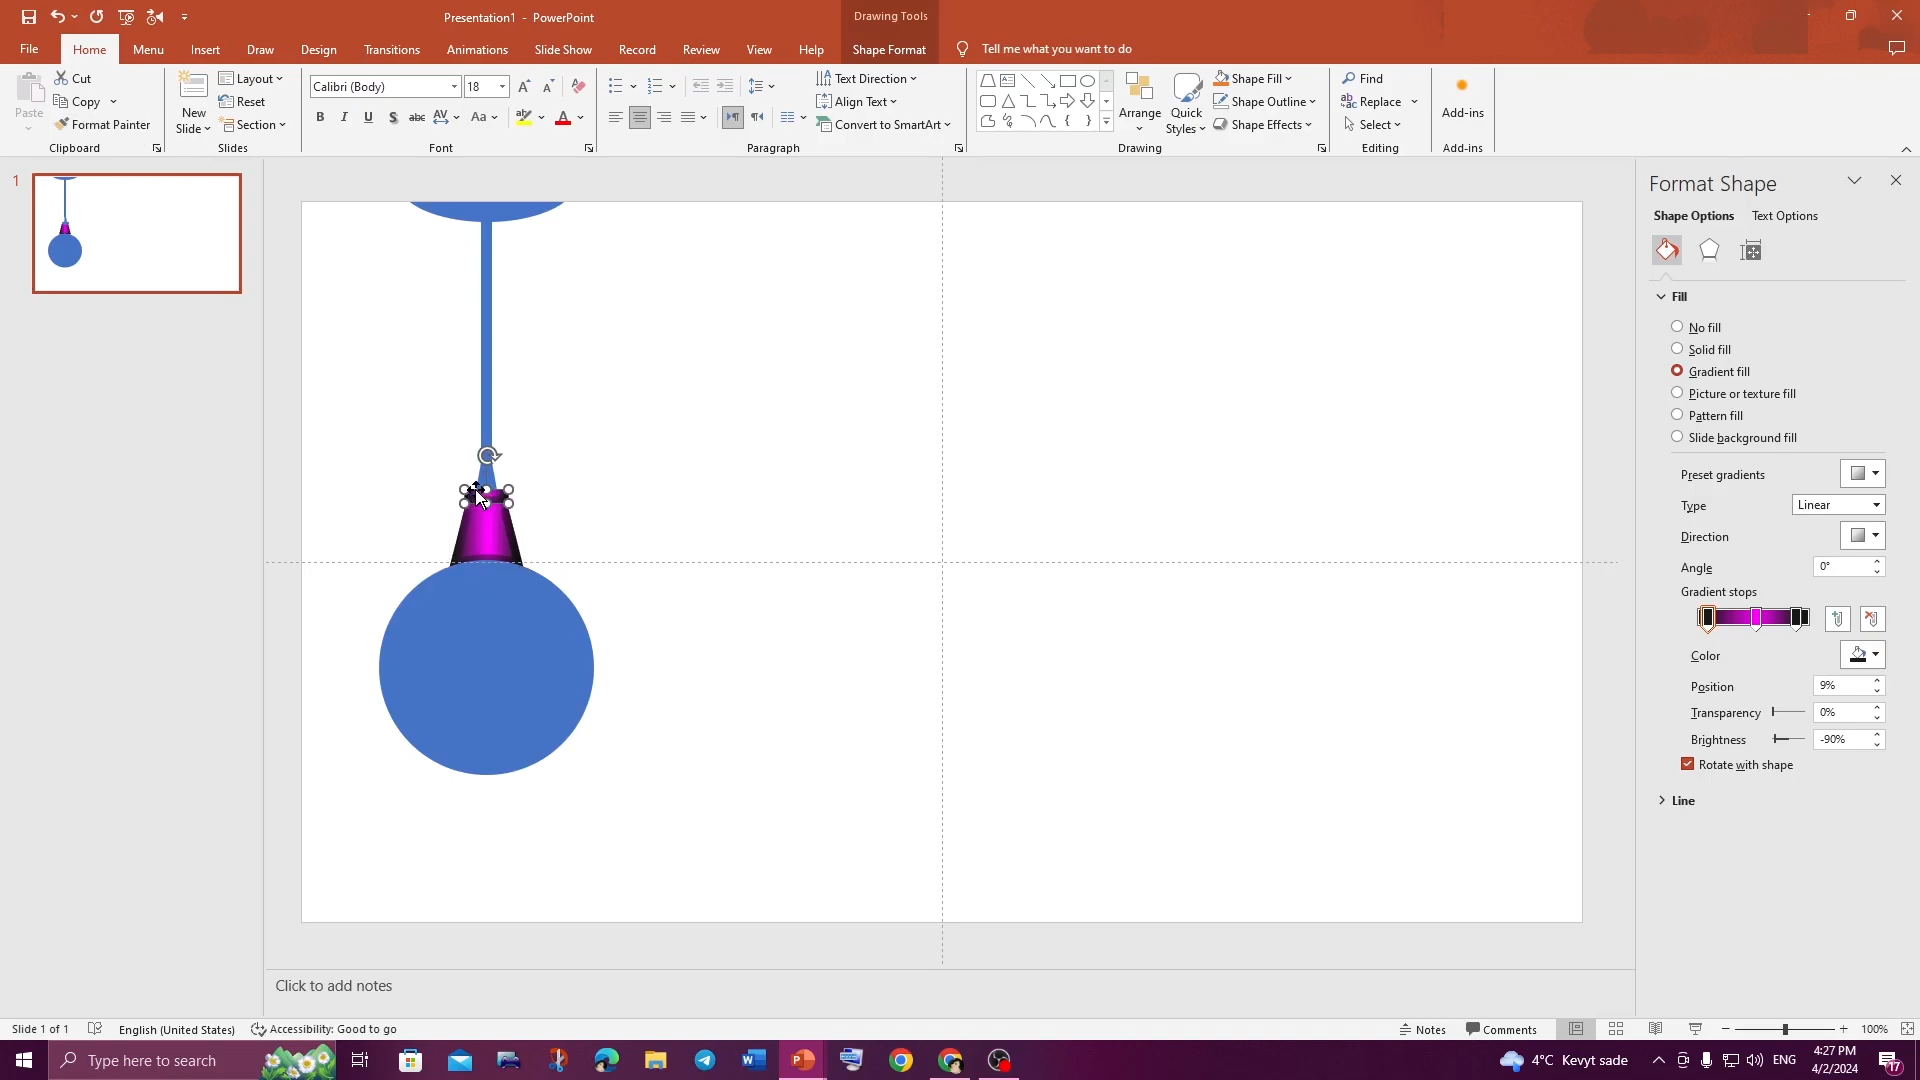 Presentation1 - PowerPoint
Drawing Tools
File Home Menu Insert Draw Design Transitions Animations Slide Show Record Review View Help Shape Format Tell me what you want to do
Paste
Cut
Copy
Format Painter
Clipboard
New Slide
Layout
Reset
Section
Slides
Calibri (Body) 18
B I U S abc AV Aa A
Font
Text Direction
Align Text
Convert to SmartArt
Paragraph
Arrange
Quick Styles
Shape Fill
Shape Outline
Shape Effects
Drawing
Find
Replace
Select
Editing
Add-ins
Add-ins
1
Format Shape
Shape Options Text Options
Fill
No fill
Solid fill
Gradient fill
Picture or texture fill
Pattern fill
Slide background fill
Preset gradients
Type Linear
Direction
Angle 0°
Gradient stops
Color
Position 9%
Transparency 0%
Brightness -90%
Rotate with shape
Line
Click to add notes
Slide 1 of 1 English (United States) Accessibility: Good to go Notes Comments 100%
Type here to search
4°C Kevyt sade
ENG
4:27 PM
4/2/2024
17